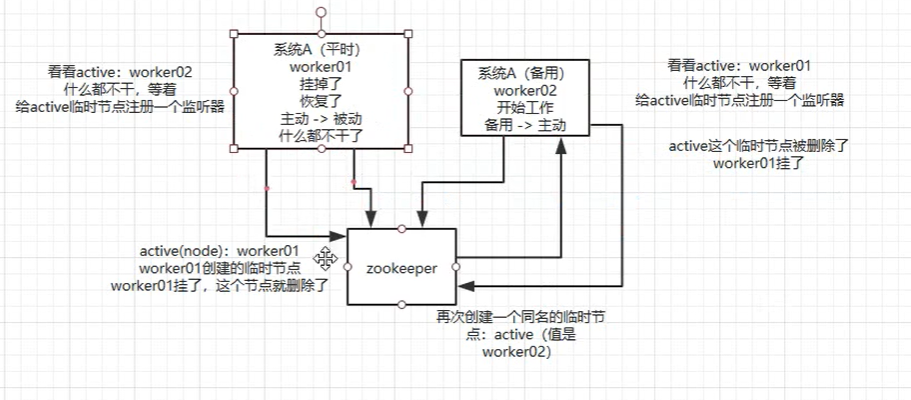 看看active：worker02
什么都不干，等着
给active临时节点注册一个监听器
系统A（平时）
worker01
挂掉了
恢复了
主动 -> 被动
什么都不干了
系统A（备用）
worker02
开始工作
备用 -> 主动
看看active：worker01
什么都不干，等着
给active临时节点注册一个监听器
active这个临时节点被删除了
worker01挂了
active(node)：worker01
worker01创建的临时节点
worker01挂了，这个节点就删除了
zookeeper
再次创建一个同名的临时节
点：active（值是
worker02）